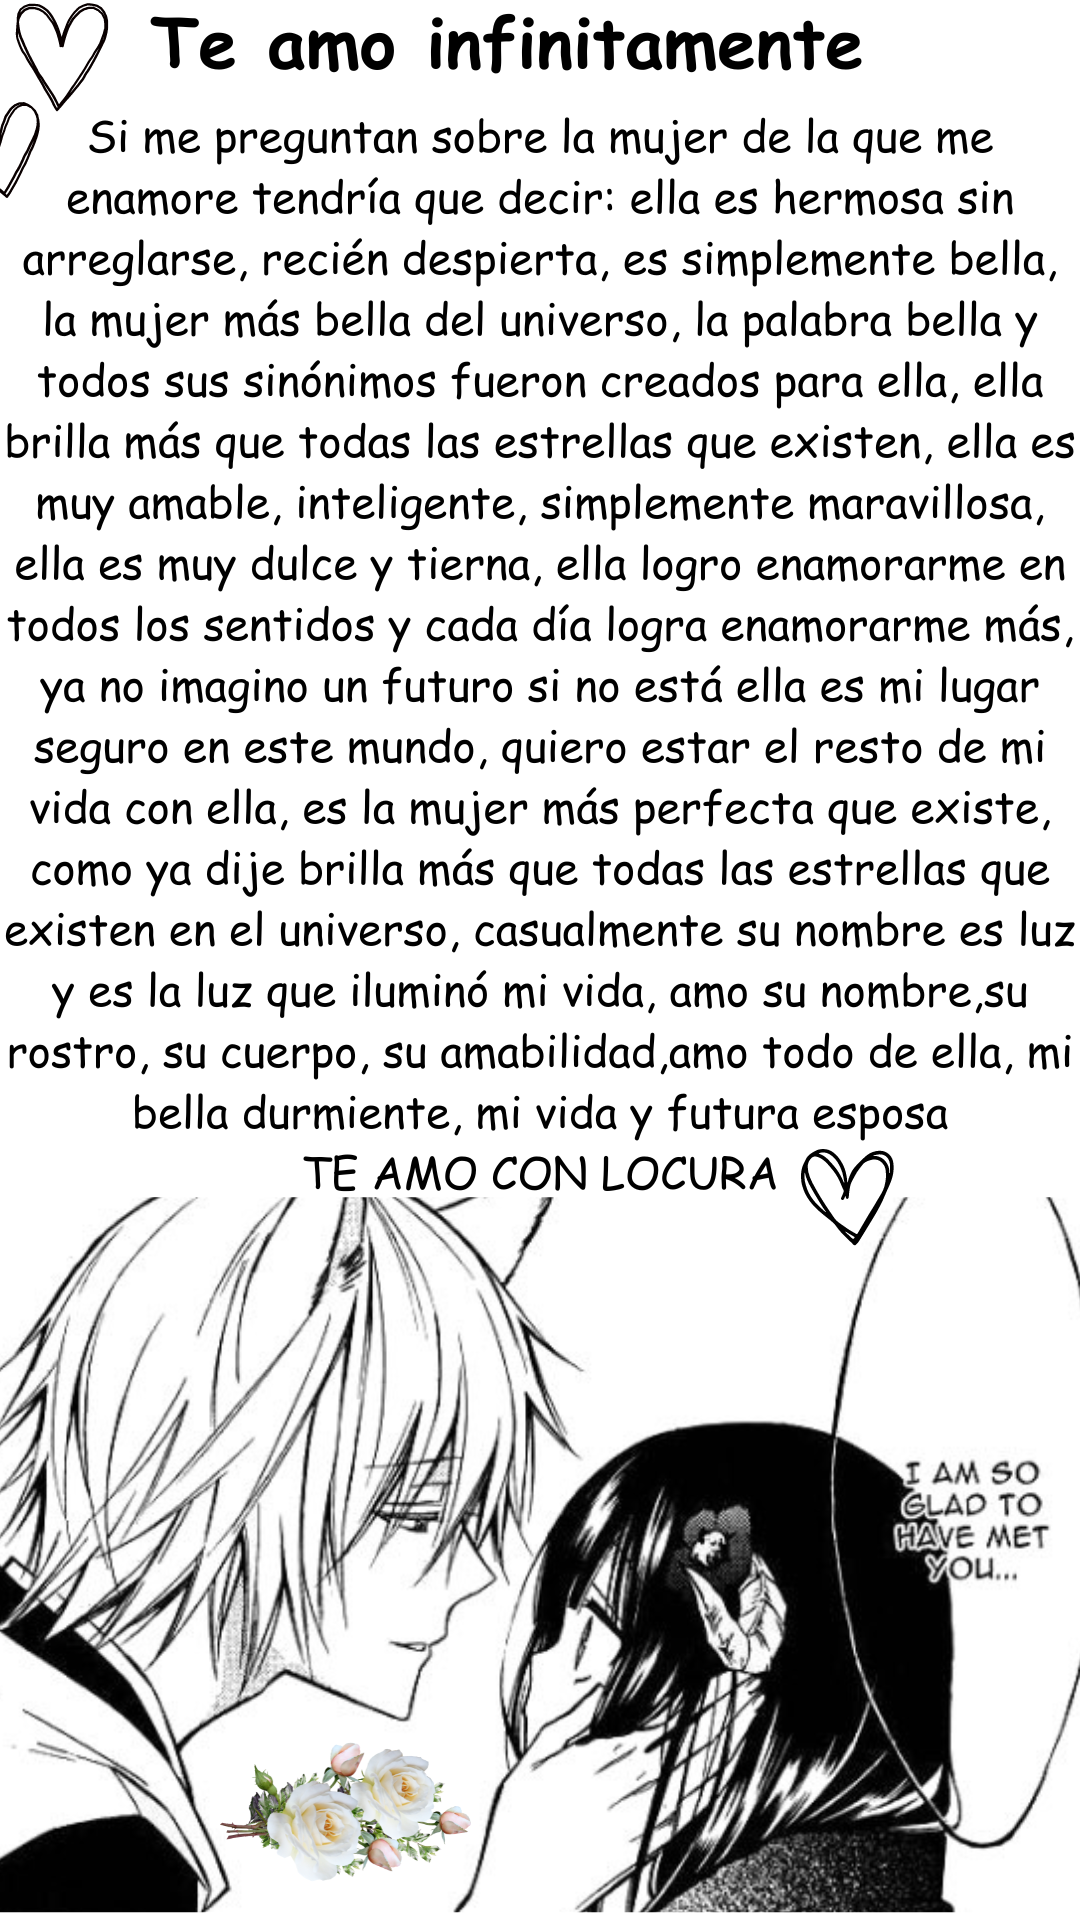 Te amo infinitamente
Si me preguntan sobre la mujer de la que me
enamore tendría que decir: ella es hermosa sin
arreglarse, recién despierta, es simplemente bella,
la mujer más bella del universo, la palabra bella y
todos sus sinónimos fueron creados para ella, ella
brilla más que todas las estrellas que existen, ella es
muy amable, inteligente, simplemente maravillosa,
ella es muy dulce y tierna, ella logro enamorarme en
todos los sentidos y cada día logra enamorarme más,
ya no imagino un futuro si no está ella es mi lugar
seguro en este mundo, quiero estar el resto de mi
vida con ella, es la mujer más perfecta que existe,
como ya dije brilla más que todas las estrellas que
existen en el universo, casualmente su nombre es luz
y es la luz que iluminó mi vida, amo su nombre,su
rostro, su cuerpo, su amabilidad,amo todo de ella, mi
bella durmiente, mi vida y futura esposa
TE AMO CON LOCURA
I AM SO
GLAD TO
HAVE MET
YOU...